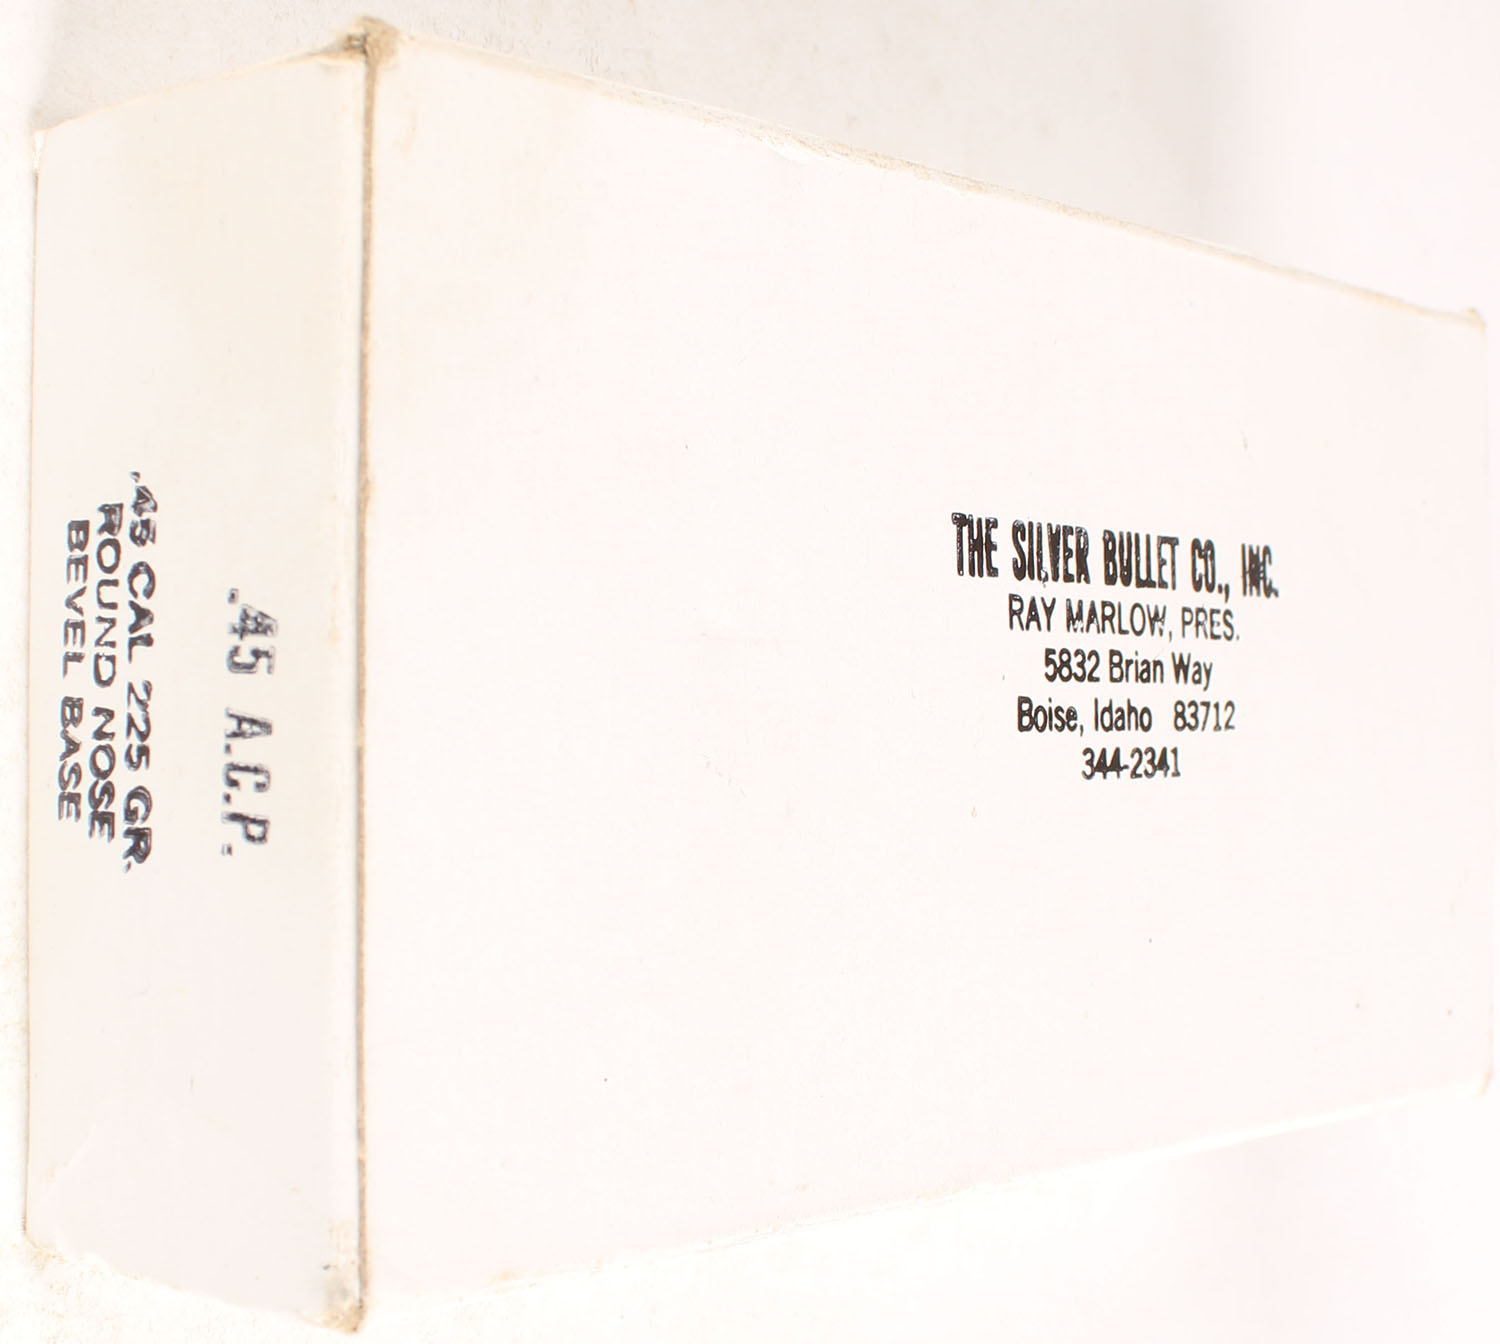 .45 A.C.P.
.45 CAL 225 GR.
ROUND NOSE
BEVEL BASE
THE SILVER BULLET CO., INC.
RAY MARLOW, PRES.
5832 Brian Way
Boise, Idaho 83712
344-2341